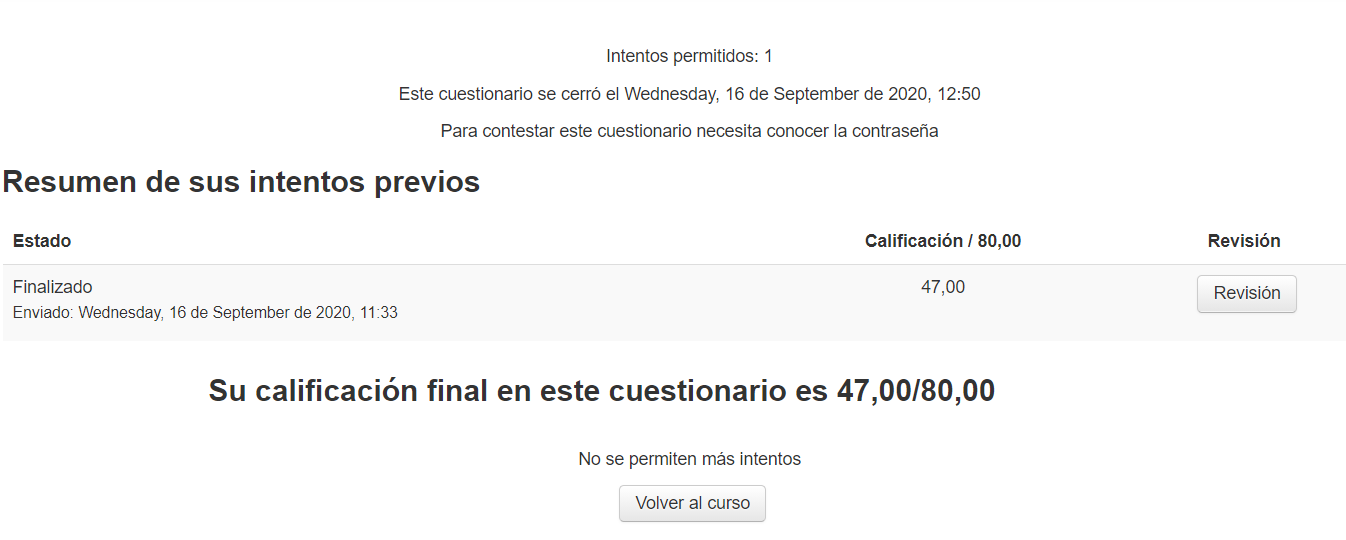 Intentos permitidos: 1
Este cuestionario se cerró el Wednesday, 16 de September de 2020, 12:50
Para contestar este cuestionario necesita conocer la contraseña
Resumen de sus intentos previos
Estado Calificación / 80,00 Revisión
Finalizado 47,00 Revisión
Enviado: Wednesday, 16 de September de 2020, 11:33
Su calificación final en este cuestionario es 47,00/80,00
No se permiten más intentos
Volver al curso